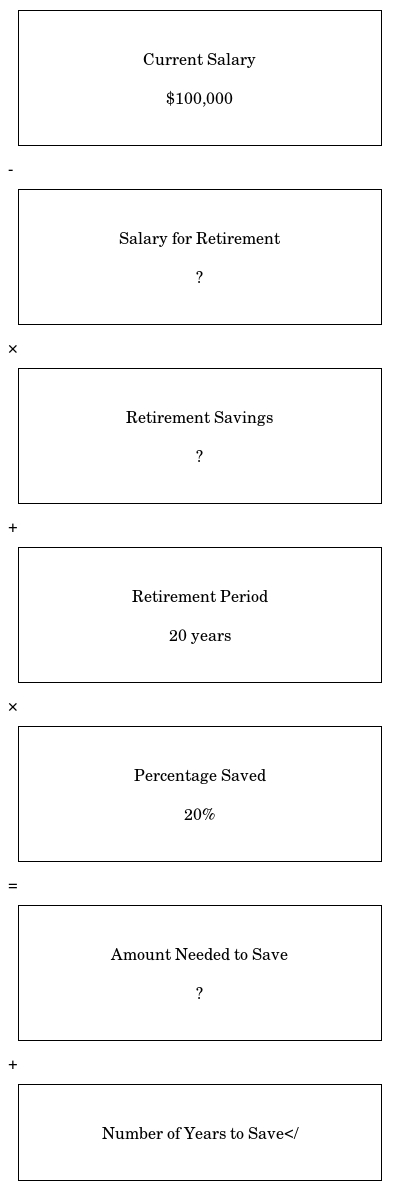 Current Salary
$100,000
-
Salary for Retirement
?
×
Retirement Savings
?
+
Retirement Period
20 years
×
Percentage Saved
20%
=
Amount Needed to Save
?
+
Number of Years to Save</